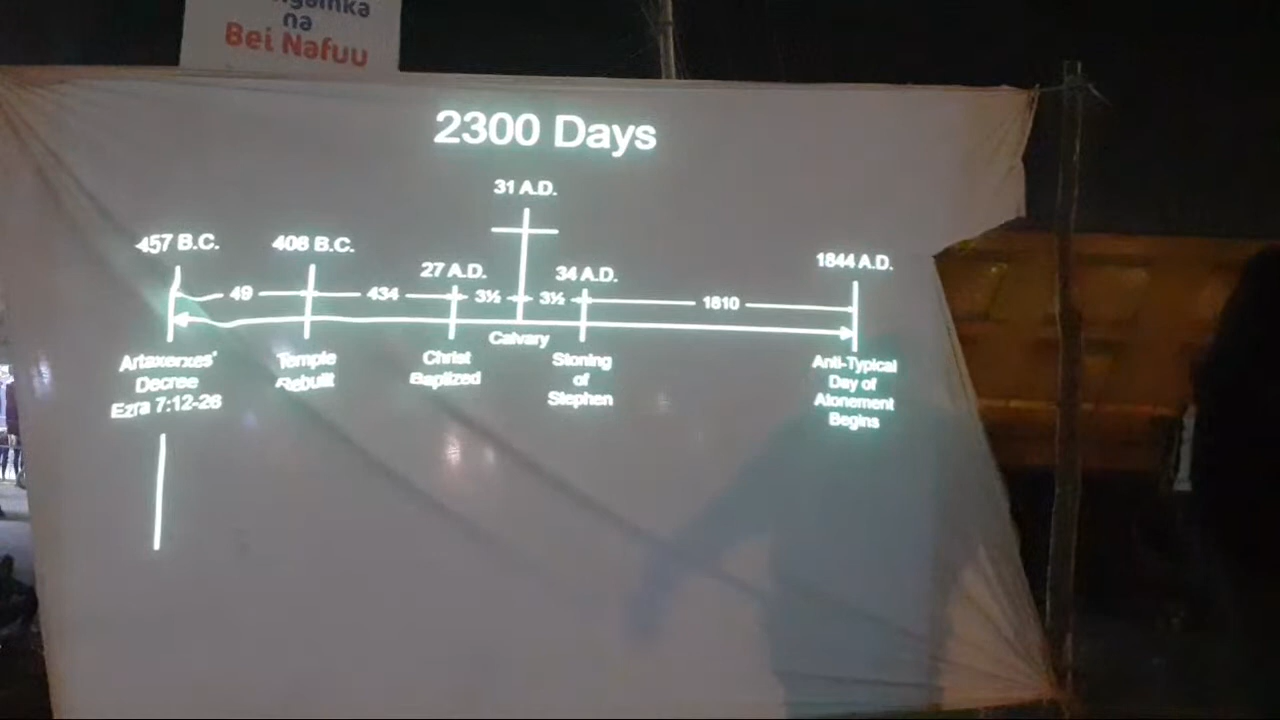 na
Bei Nafuu
2300 Days
31 A.D.
457 B.C.
408 B.C.
27 A.D.
34 A.D.
1844 A.D.
49
434
3½
3½
1810
Calvary
Artaxerxes'
Decree
Ezra 7:12-26
Temple
Rebuilt
Christ
Baptized
Stoning
of
Stephen
Anti-Typical
Day of
Atonement
Begins